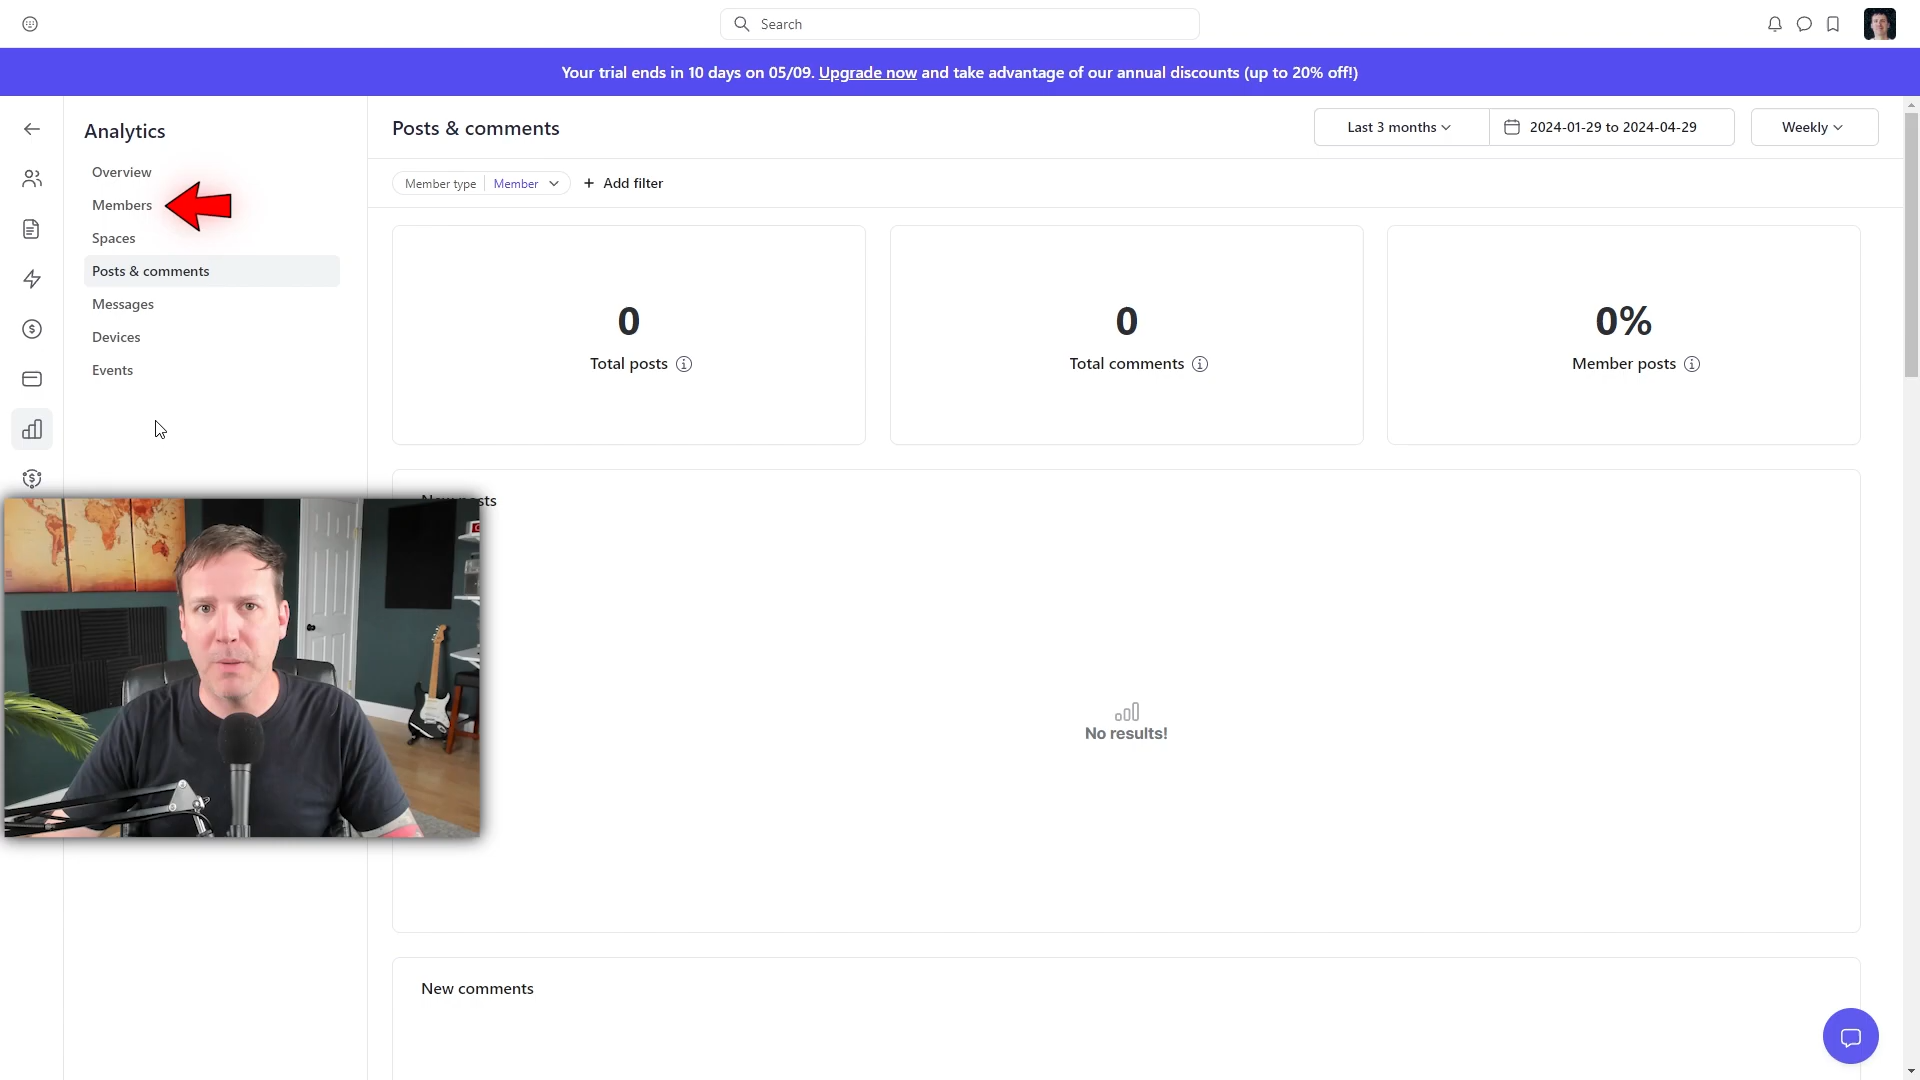 Search
Your trial ends in 10 days on 05/09. Upgrade now and take advantage of our annual discounts (up to 20% off!)
Analytics
Overview
Members
Spaces
Posts & comments
Messages
Devices
Events
Posts & comments
Last 3 months
2024-01-29 to 2024-04-29
Weekly
Member type
Member
Add filter
0
Total posts
0
Total comments
0%
Member posts
New posts
No results!
New comments